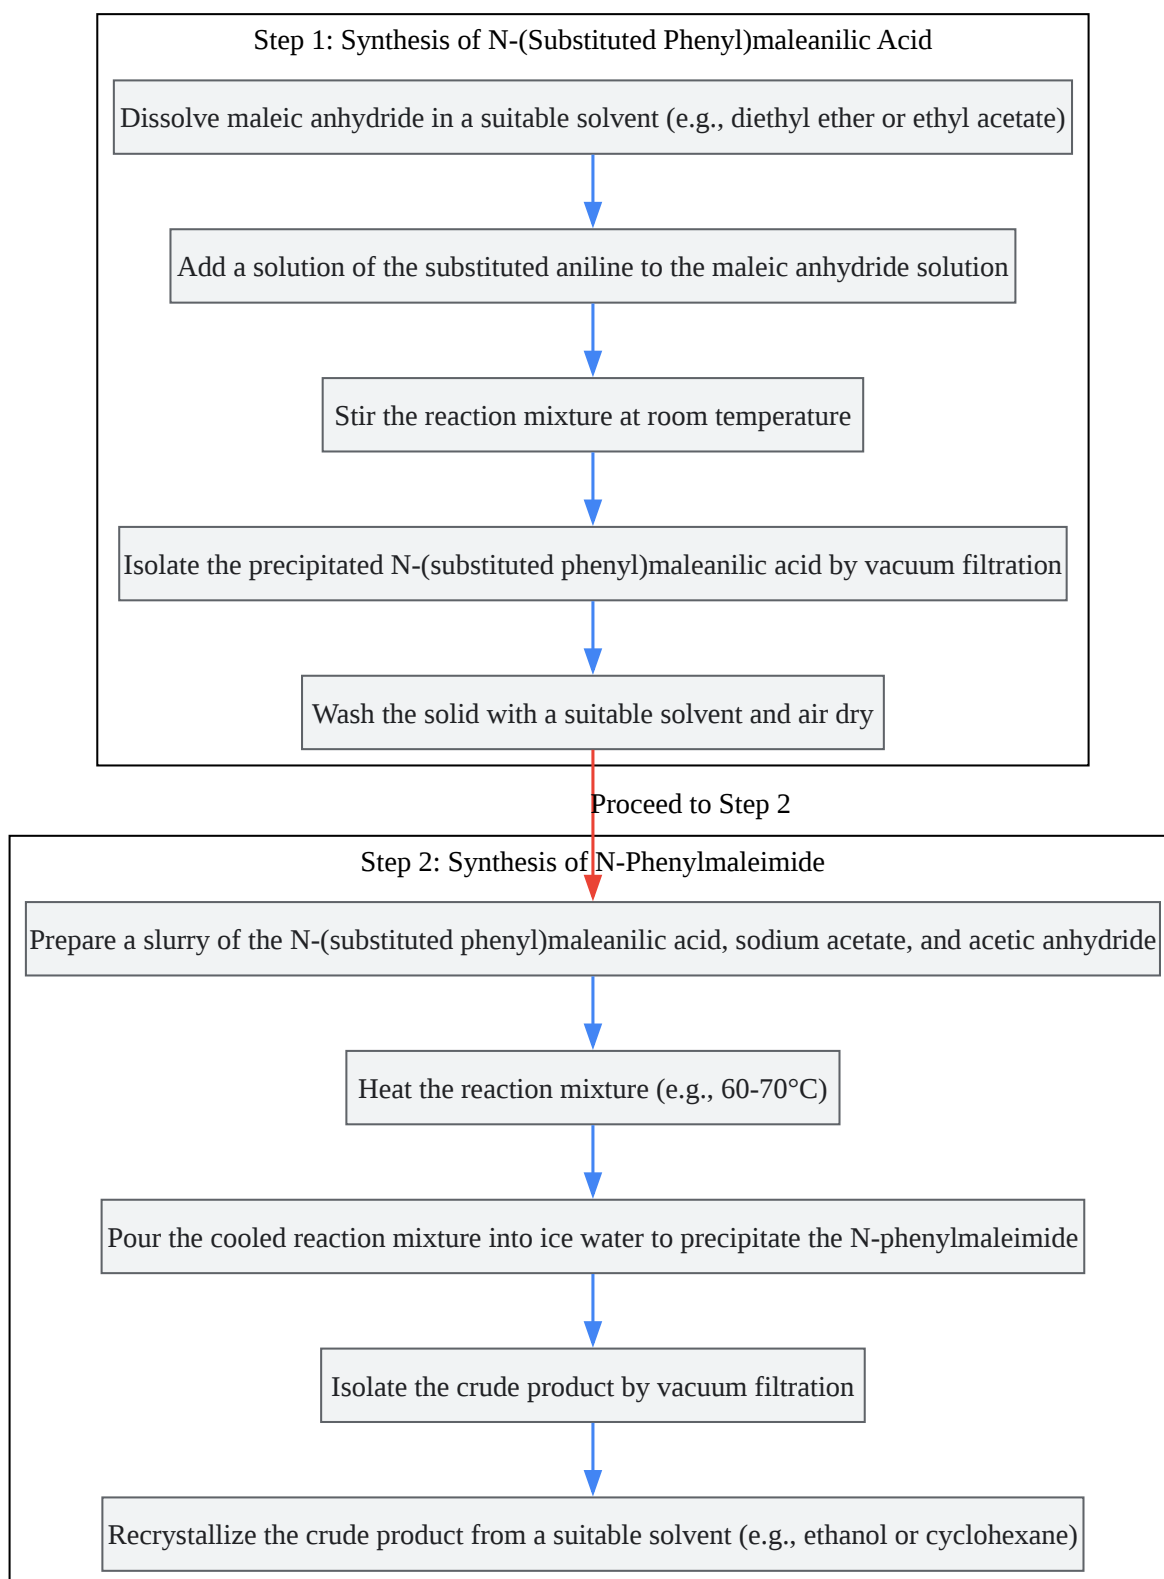 Step 1: Synthesis of N-(Substituted Phenyl)maleanilic Acid
Dissolve maleic anhydride in a suitable solvent (e.g., diethyl ether or ethyl acetate)
Add a solution of the substituted aniline to the maleic anhydride solution
Stir the reaction mixture at room temperature
Isolate the precipitated N-(substituted phenyl)maleanilic acid by vacuum filtration
Wash the solid with a suitable solvent and air dry
Proceed to Step 2
Step 2: Synthesis of N-Phenylmaleimide
Prepare a slurry of the N-(substituted phenyl)maleanilic acid, sodium acetate, and acetic anhydride
Heat the reaction mixture (e.g., 60-70°C)
Pour the cooled reaction mixture into ice water to precipitate the N-phenylmaleimide
Isolate the crude product by vacuum filtration
Recrystallize the crude product from a suitable solvent (e.g., ethanol or cyclohexane)